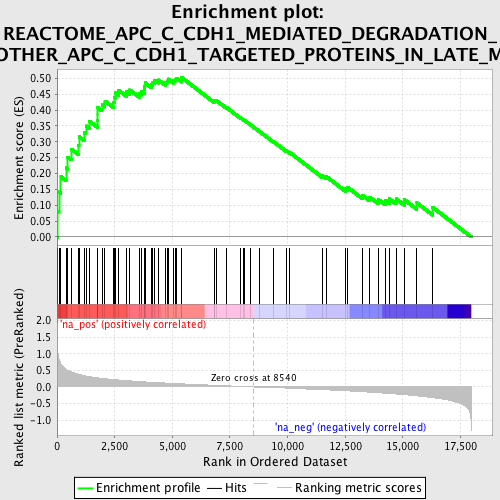 Enrichment plot:
REACTOME_APC_C_CDH1_MEDIATED_DEGRADATION_
OTHER_APC_C_CDH1_TARGETED_PROTEINS_IN_LATE_M
Enrichment score (ES)
0.50
0.45
0.40
0.35
0.30
0.25
0.20
0.15
0.10
0.05
0.00
Ranked list metric (PreRanked)
2.0
1.5
1.0
0.5
0.0
-0.5
-1.0
'na_pos' (positively correlated)
Zero cross at 8540
'na_neg' (negatively correlated)
0
2,500
5,000
7,500
10,000
12,500
15,000
17,500
Rank in Ordered Dataset
Enrichment profile
Hits
Ranking metric scores